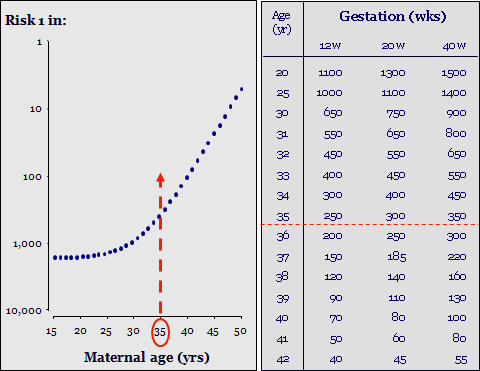 Risk 1 in:
1
10
100
1,000
10,000
15 20 25 30 35 40 45 50
Maternal age (yrs)
Age Gestation (wks)
(yr)
12w 20w 40w
20 1100 1300 1500
25 1000 1100 1400
30 650 750 900
31 550 650 800
32 450 550 650
33 400 450 550
34 300 400 450
35 250 300 350
36 200 250 300
37 150 185 220
38 120 140 160
39 90 110 130
40 70 80 100
41 50 60 80
42 40 45 55